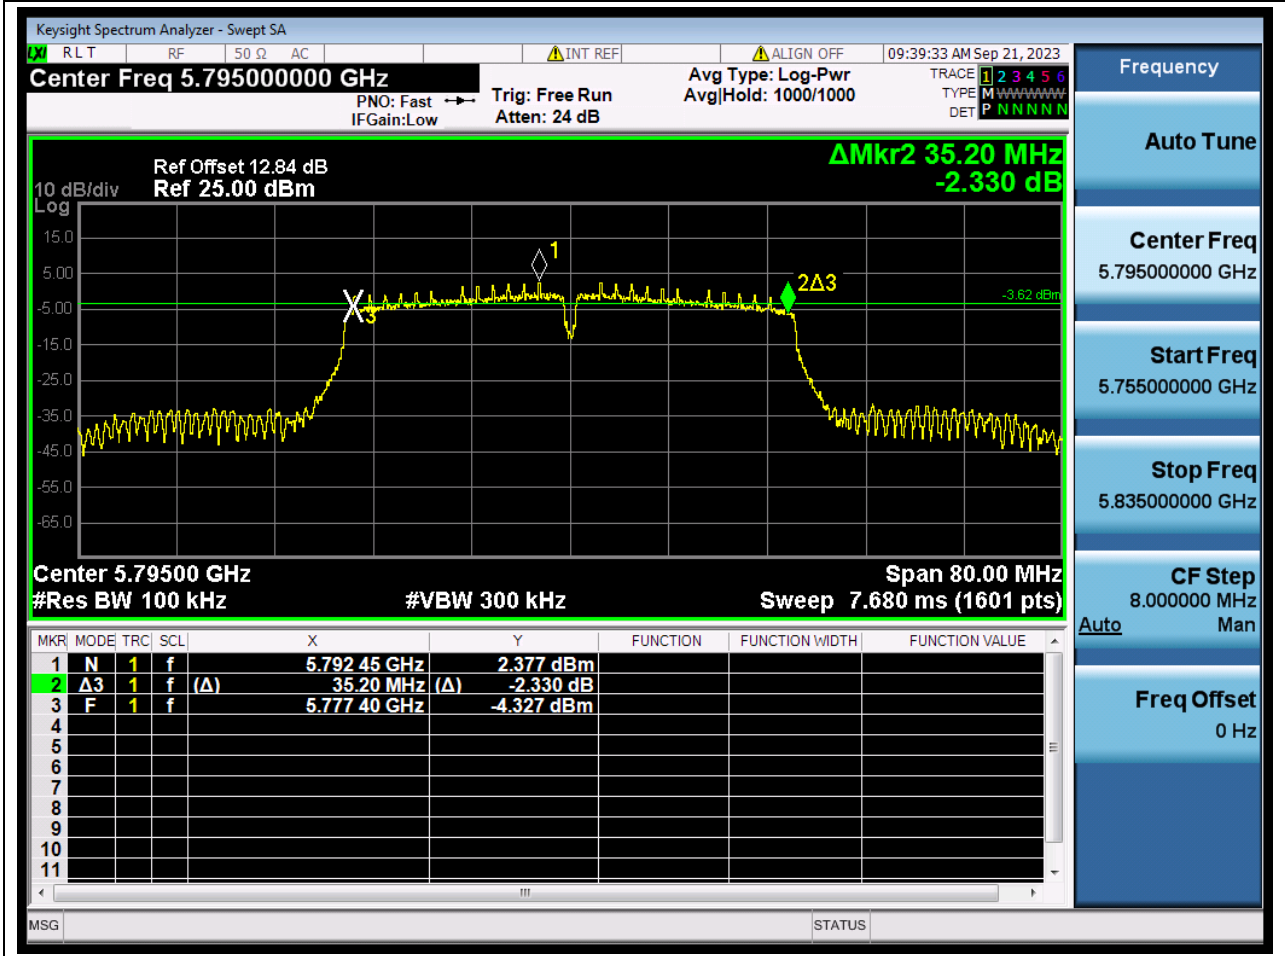 Keysight Spectrum Analyzer - Swept SA
LXI RLT RF 50 Ω AC INT REF ALIGN OFF 09:39:33 AM Sep 21, 2023
Center Freq 5.795000000 GHz
PNO: Fast
IFGain:Low
Trig: Free Run
Atten: 24 dB
Avg Type: Log-Pwr
Avg|Hold: 1000/1000
TRACE 1 2 3 4 5 6
TYPE M WWWWW
DET P N N N N N
Ref Offset 12.84 dB
Ref 25.00 dBm
10 dB/div
Log
ΔMkr2 35.20 MHz
-2.330 dB
15.0
5.00
-5.00
-15.0
-25.0
-35.0
-45.0
-55.0
-65.0
1
2Δ3
3
-3.62 dBm
Center 5.79500 GHz Span 80.00 MHz
#Res BW 100 kHz #VBW 300 kHz Sweep 7.680 ms (1601 pts)
MKR MODE TRC SCL X Y FUNCTION FUNCTION WIDTH FUNCTION VALUE
1 N 1 f 5.792 45 GHz 2.377 dBm
2 Δ3 1 f (Δ) 35.20 MHz (Δ) -2.330 dB
3 F 1 f 5.777 40 GHz -4.327 dBm
4
5
6
7
8
9
10
11
MSG STATUS
Frequency
Auto Tune
Center Freq
5.795000000 GHz
Start Freq
5.755000000 GHz
Stop Freq
5.835000000 GHz
CF Step
8.000000 MHz
Auto Man
Freq Offset
0 Hz